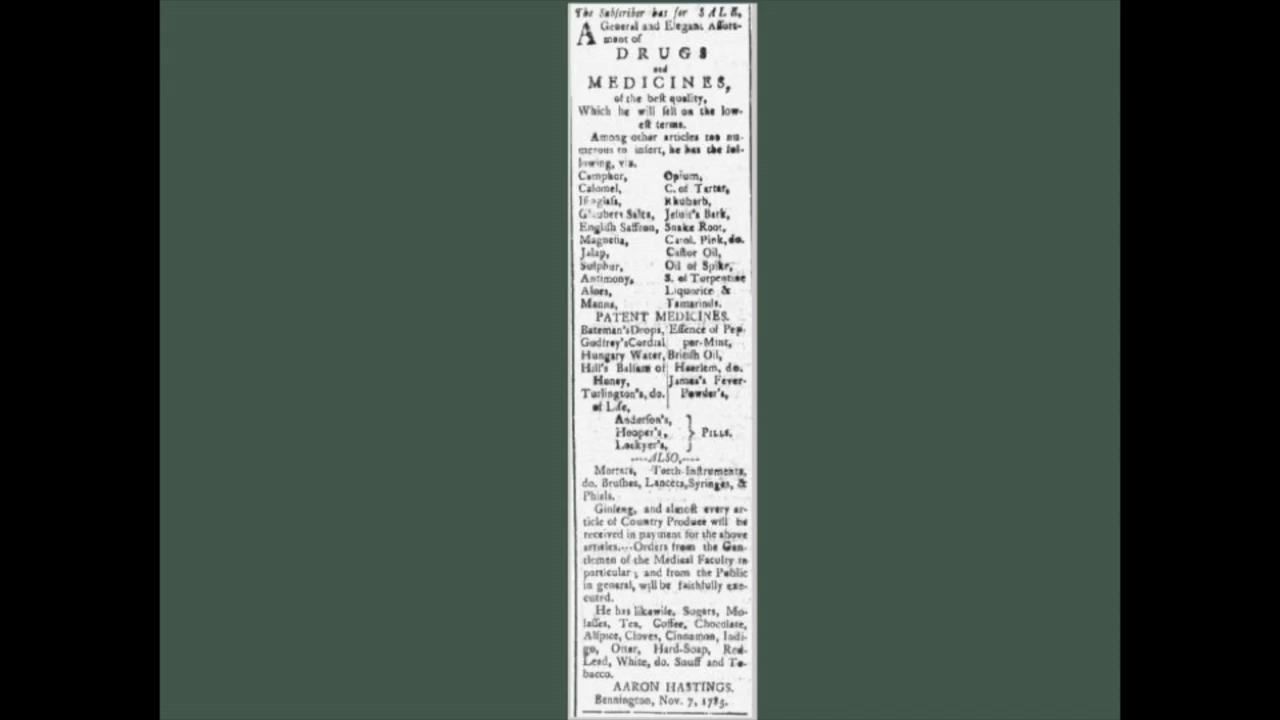 The Subſcriber has for SALE,
A General and Elegant Aſſort-
ment of
DRUGS
and
MEDICINES,
of the beſt quality,
Which he will ſell on the low-
eſt terms.
Among other articles too nu-
merous to inſert, he has the fol-
lowing, viz.
Camphor, Opium,
Calomel, C. of Tartar,
Iſinglaſs, Rhubarb,
Glaubers Salts, Jeſuit's Bark,
Engliſh Saffron, Snake Root,
Magneſia, Carol. Pink, do.
Jalap, Caſtor Oil,
Sulphur, Oil of Spike,
Antimony, S. of Turpentine
Aloes, Liquorice &
Manna, Tamarinds.
PATENT MEDICINES.
Bateman's Drops, Eſſence of Pep-
Godfrey's Cordial per-Mint,
Hungary Water, Britiſh Oil,
Hill's Balſam of Haerlem, do.
Honey, James's Fever-
Turlington's, do. Powder's,
of Life,
Anderſon's,
Hooper's, } PILLS.
Lockyer's,
----ALSO,----
Mortars, Teeth-Inſtruments,
do. Bruſhes, Lancets, Syringes, &
Phials.
Ginſeng, and almoſt every ar-
ticle of Country Produce will be
received in payment for the above
articles.---Orders from the Gen-
tlemen of the Medical Faculty in
particular; and from the Public
in general, will be faithfully exe-
cuted.
He has likewiſe, Sugars, Mo-
laſſes, Tea, Coffee, Chocolate,
Alſpice, Cloves, Cinnamon, Indi-
go, Otter, Hard-Soap, Red-
Lead, White, do. Snuff and To-
bacco.
AARON HASTINGS.
Bennington, Nov. 7, 1785.